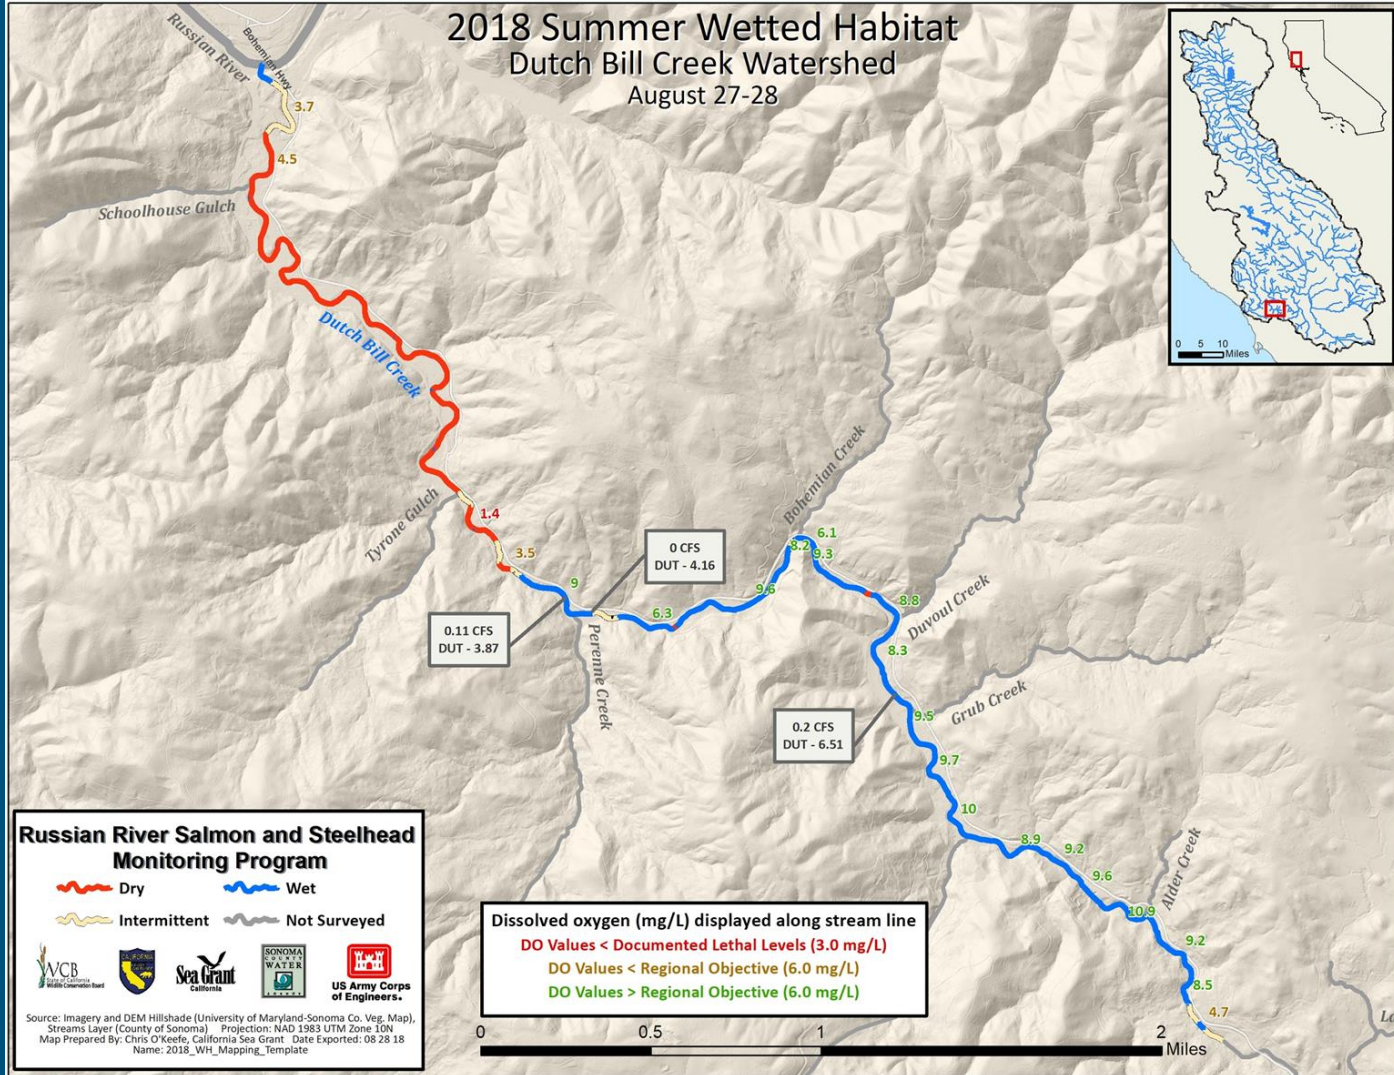 2018 Summer Wetted Habitat
Dutch Bill Creek Watershed
August 27-28
Russian River
Bohemian Hwy
3.7
4.5
Schoolhouse Gulch
Dutch Bill Creek
Tyrone Gulch
1.4
3.5
9
0 CFS
DUT - 4.16
0.11 CFS
DUT - 3.87
Perenne Creek
6.3
9.6
Bohemian Creek
8.2
6.1
9.3
8.8
Duvoul Creek
8.3
0.2 CFS
DUT - 6.51
9.5
Grub Creek
9.7
10
8.9
9.2
9.6
10.9
Alder Creek
9.2
8.5
4.7
0 5 10
Miles
Russian River Salmon and Steelhead
Monitoring Program
Dry
Wet
Intermittent
Not Surveyed
WCB
State of California
Wildlife Conservation Board
CALIFORNIA
Sea Grant
California
SONOMA
COUNTY
WATER
AGENCY
US Army Corps
of Engineers®
Source: Imagery and DEM Hillshade (University of Maryland-Sonoma Co. Veg. Map),
Streams Layer (County of Sonoma) Projection: NAD 1983 UTM Zone 10N
Map Prepared By: Chris O'Keefe, California Sea Grant Date Exported: 08 28 18
Name: 2018_WH_Mapping_Template
Dissolved oxygen (mg/L) displayed along stream line
DO Values < Documented Lethal Levels (3.0 mg/L)
DO Values < Regional Objective (6.0 mg/L)
DO Values > Regional Objective (6.0 mg/L)
0 0.5 1 2
Miles